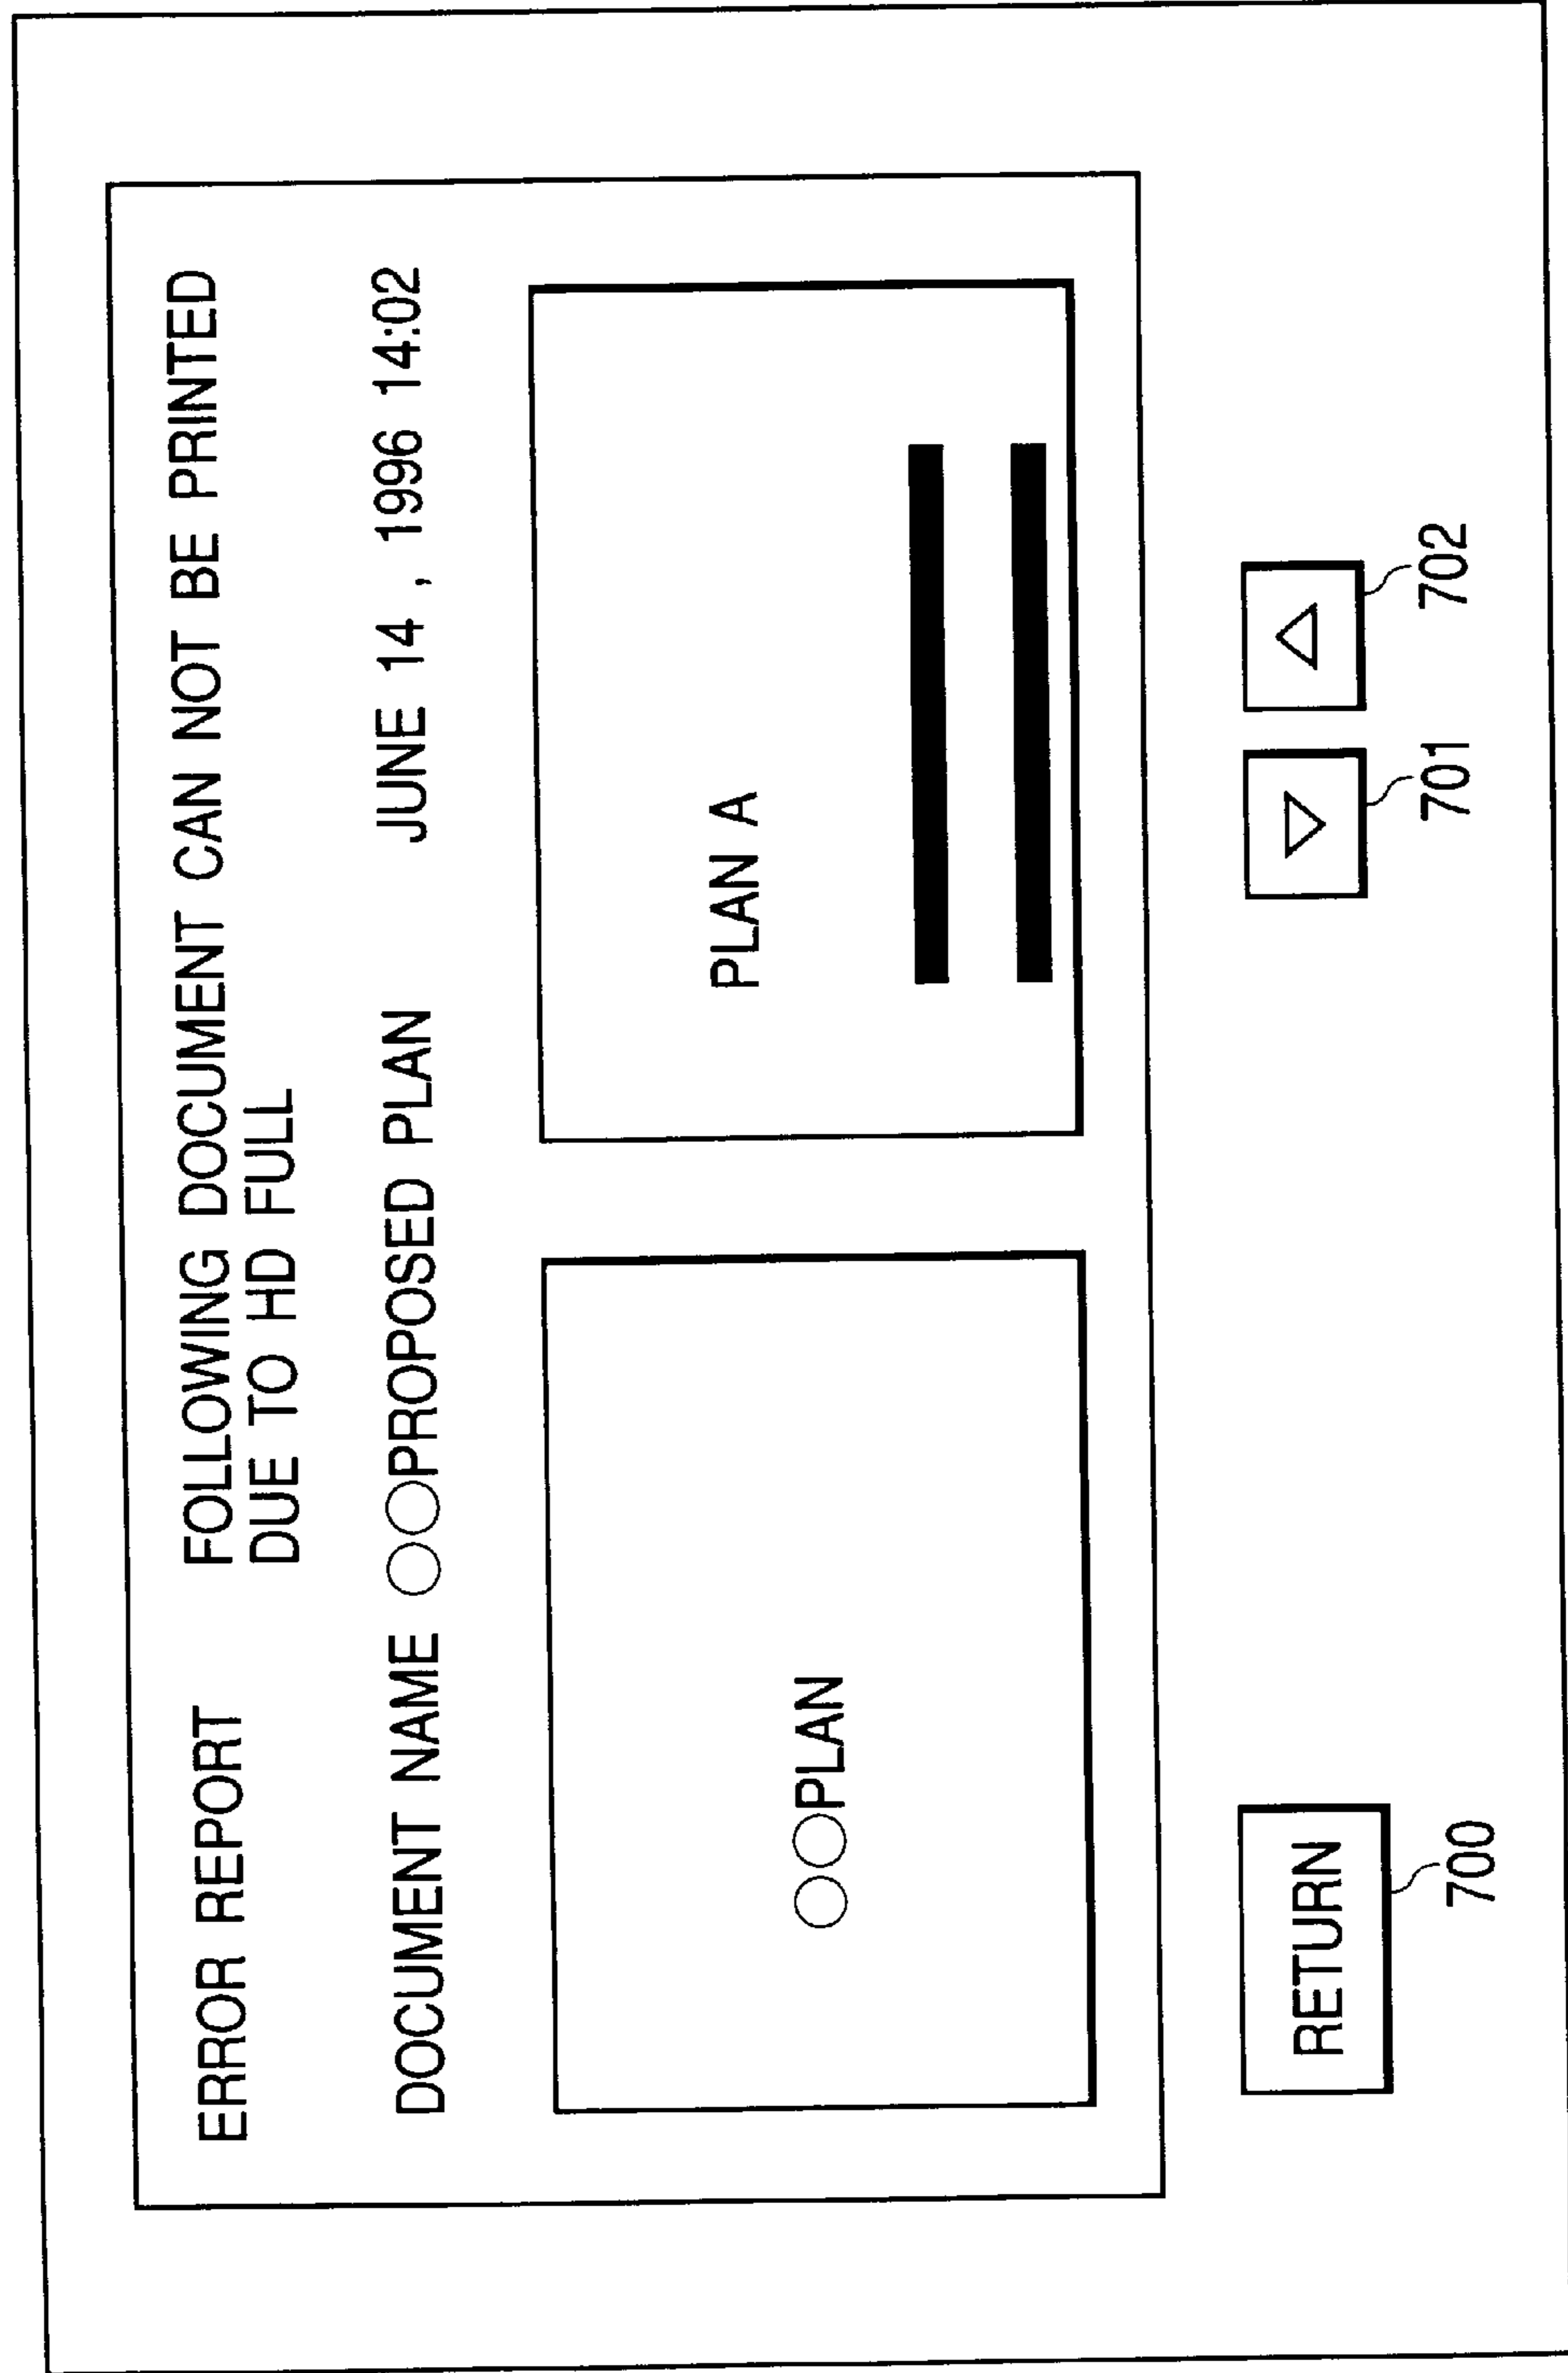 ERROR REPORT FOLLOWING DOCUMENT CAN NOT BE PRINTED
DUE TO HD FULL
DOCUMENT NAME ○○PROPOSED PLAN JUNE 14 , 1996 14:02
○○PLAN
PLAN A
RETURN
700
701
702